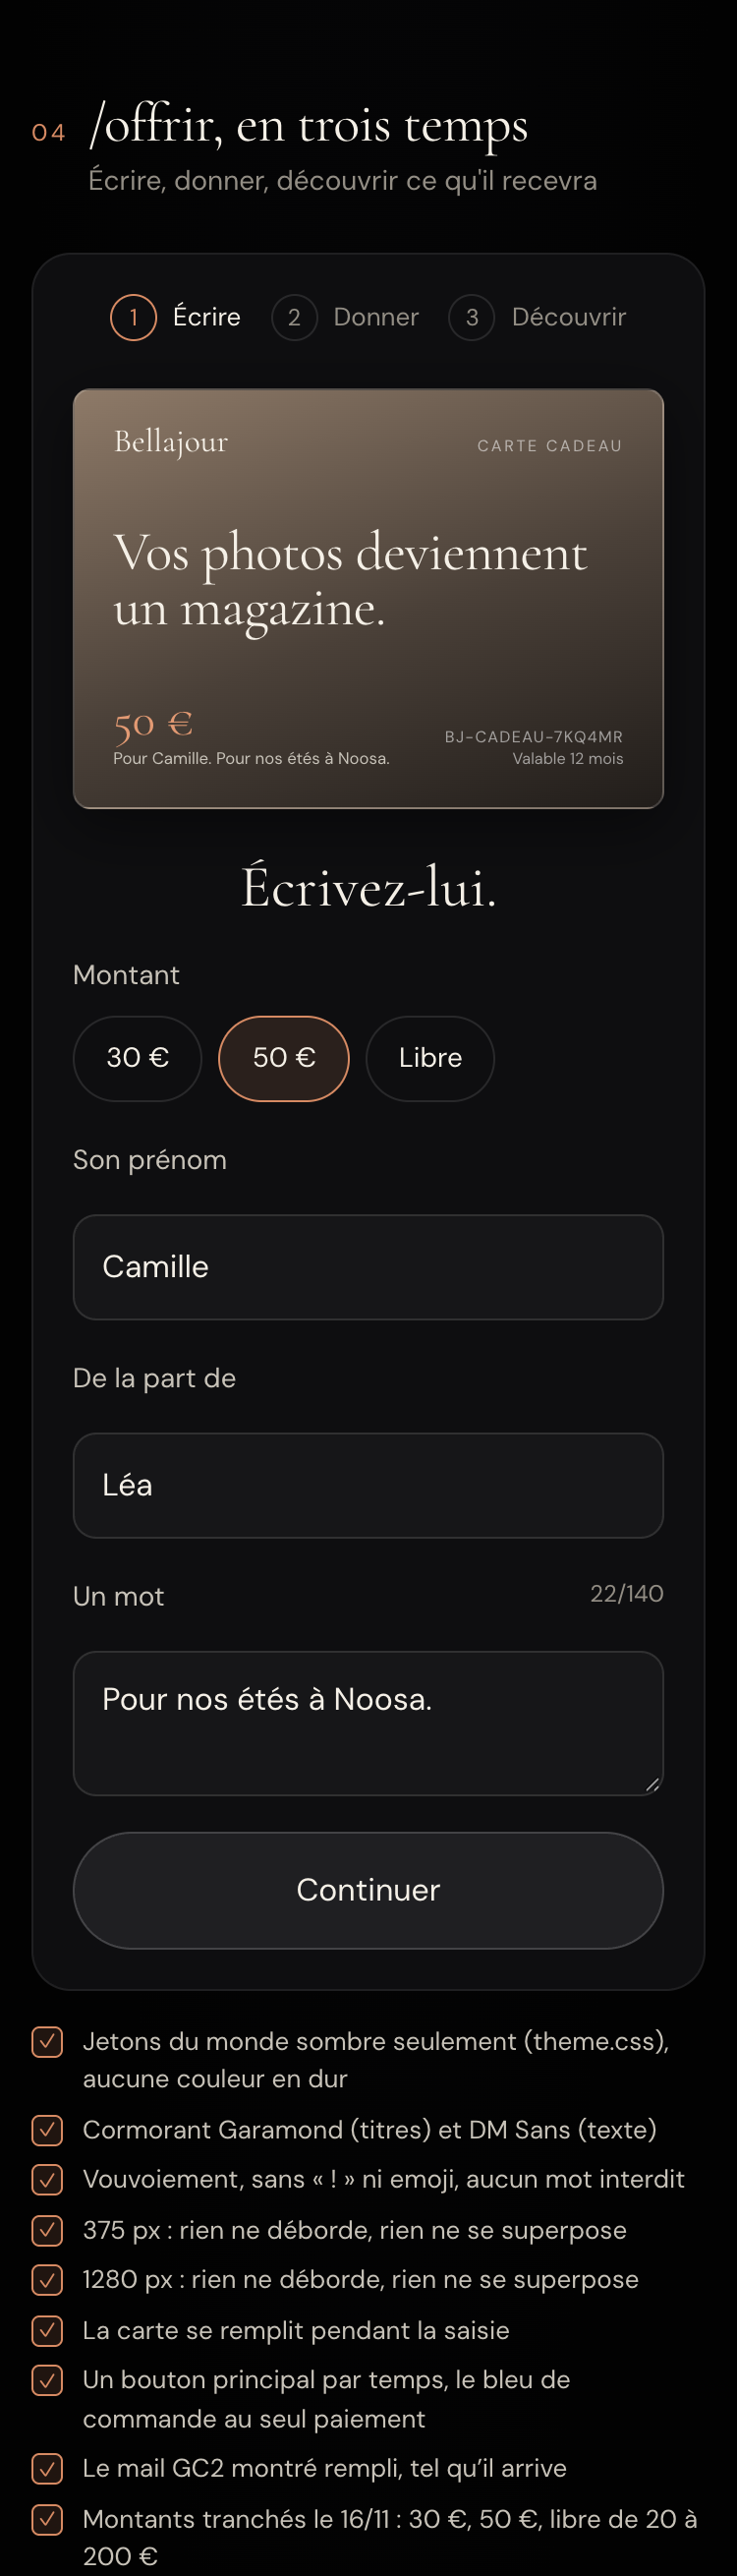 04 /offrir, en trois temps
Écrire, donner, découvrir ce qu'il recevra
1 Écrire 2 Donner 3 Découvrir
Bellajour CARTE CADEAU
Vos photos deviennent
un magazine.
50 €
BJ-CADEAU-7KQ4MR
Pour Camille. Pour nos étés à Noosa. Valable 12 mois
Écrivez-lui.
Montant
30 € 50 € Libre
Son prénom
Camille
De la part de
Léa
Un mot 22/140
Pour nos étés à Noosa.
Continuer
Jetons du monde sombre seulement (theme.css),
aucune couleur en dur
Cormorant Garamond (titres) et DM Sans (texte)
Vouvoiement, sans « ! » ni emoji, aucun mot interdit
375 px : rien ne déborde, rien ne se superpose
1280 px : rien ne déborde, rien ne se superpose
La carte se remplit pendant la saisie
Un bouton principal par temps, le bleu de
commande au seul paiement
Le mail GC2 montré rempli, tel qu’il arrive
Montants tranchés le 16/11 : 30 €, 50 €, libre de 20 à
200 €